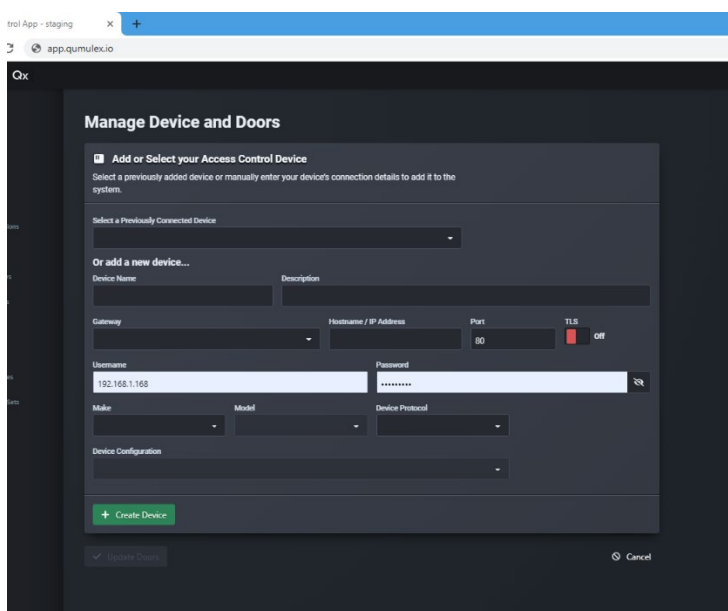 trol App - staging
app.qumulex.io
Qx
Manage Device and Doors
Add or Select your Access Control Device
Select a previously added device or manually enter your device's connection details to add it to the
system.
Select a Previously Connected Device
Or add a new device...
Device Name Description
Gateway Hostname / IP Address Port TLS
80 Off
Username Password
192.168.1.168 •••••••••
Make Model Device Protocol
Device Configuration
+ Create Device
Update Doors Cancel